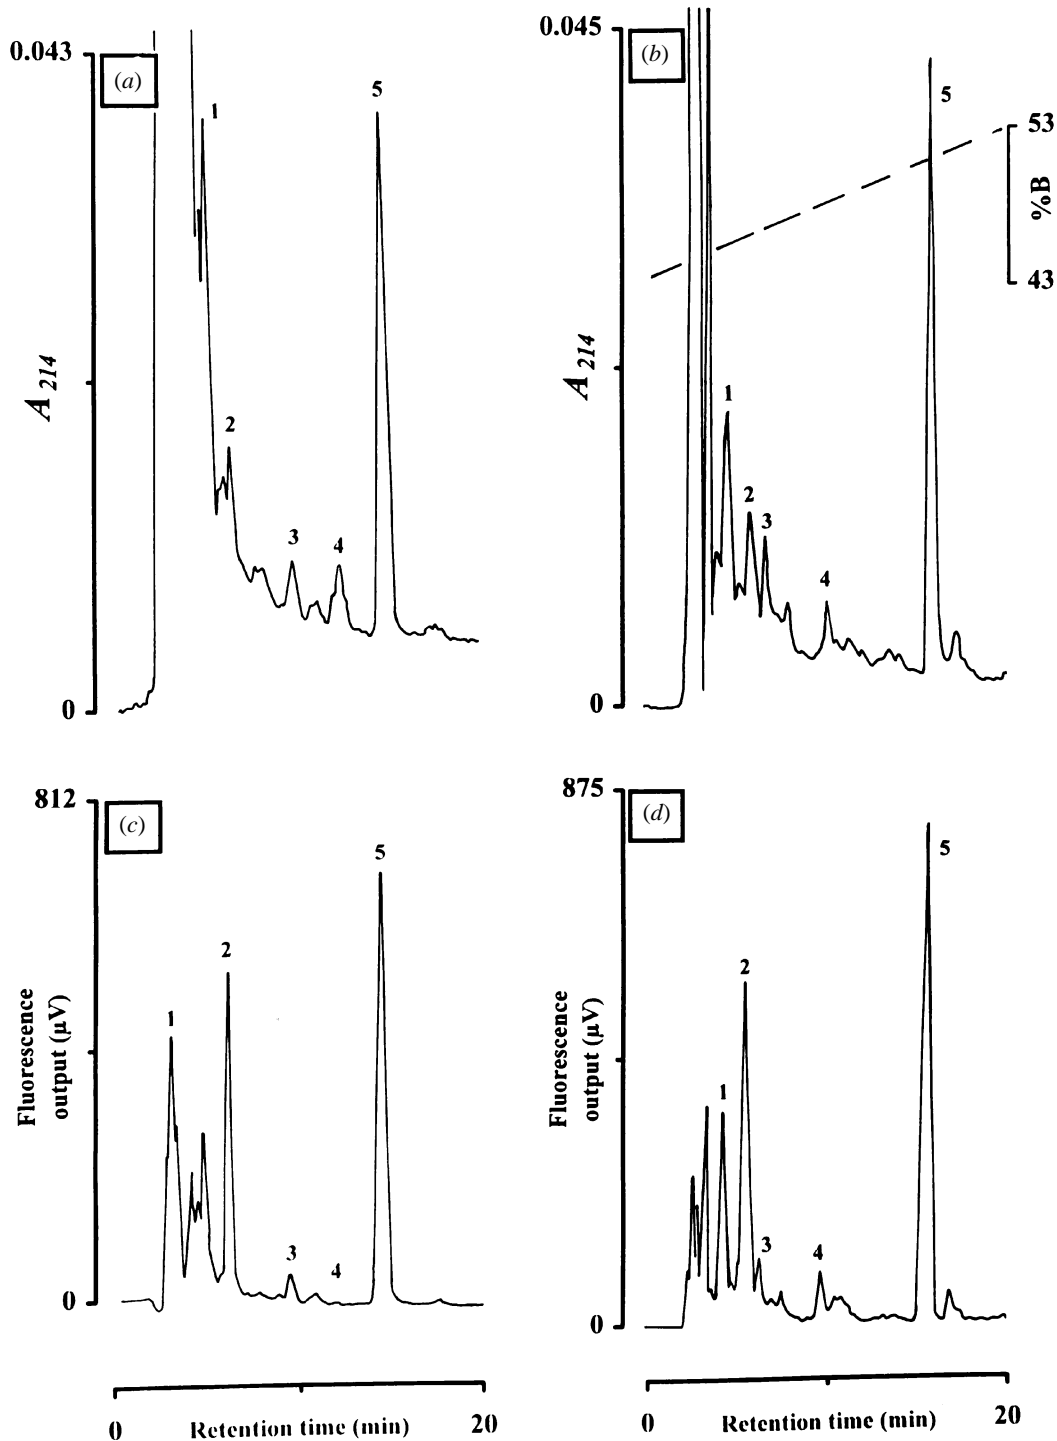 0.043
(a)
1
5
2
3
4
A214
0
0.045
(b)
5
53
%B
43
1
2
3
4
A214
0
812
(c)
5
2
1
3
4
Fluorescence
output (μV)
0
875
(d)
5
2
1
3
4
Fluorescence
output (μV)
0
0
Retention time (min)
20
0
Retention time (min)
20